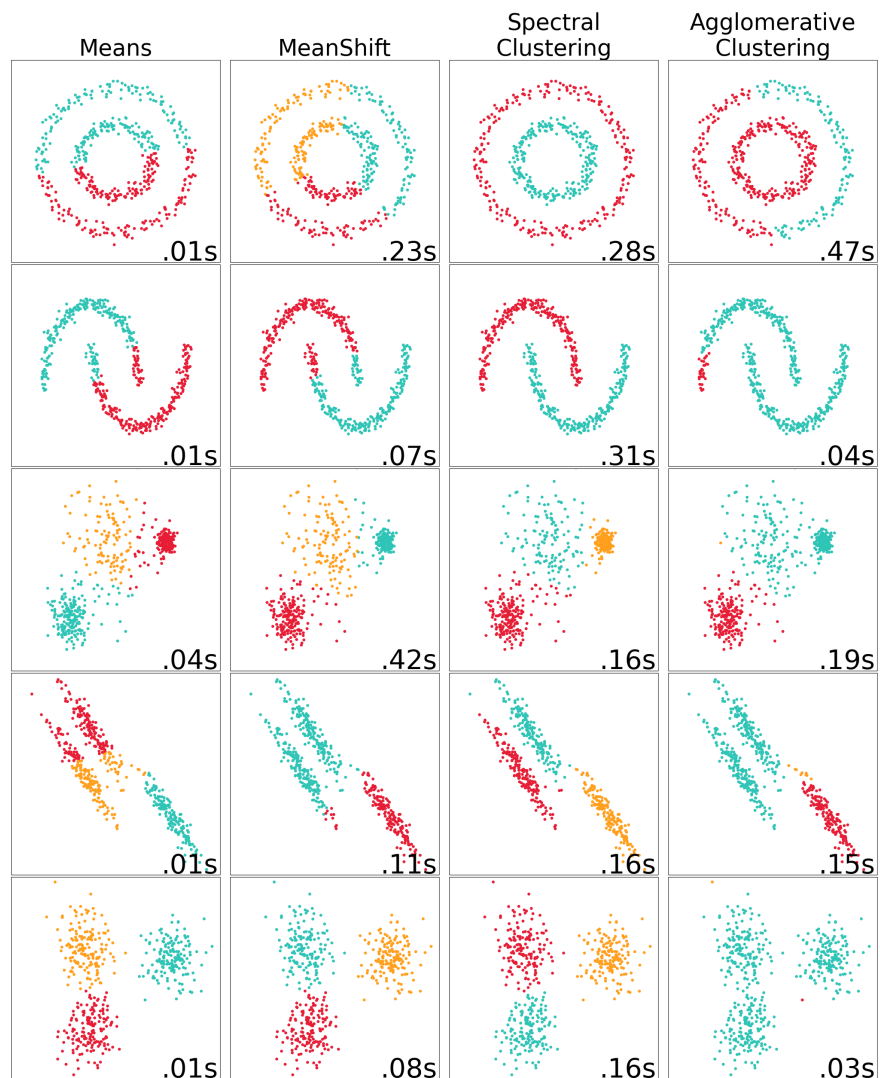 Means
MeanShift
Spectral
Clustering
Agglomerative
Clustering
.01s
.23s
.28s
.47s
.01s
.07s
.31s
.04s
.04s
.42s
.16s
.19s
.01s
.11s
.16s
.15s
.01s
.08s
.16s
.03s